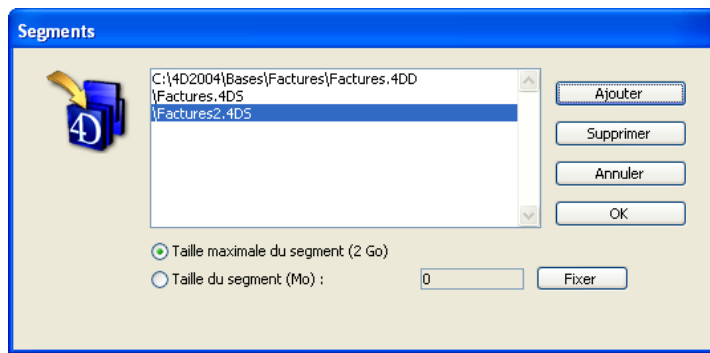 Segments
C:\4D2004\Bases\Factures\Factures.4DD
\Factures.4DS
\Factures2.4DS
4D
Ajouter
Supprimer
Annuler
OK
Taille maximale du segment (2 Go)
Taille du segment (Mo) :
0
Fixer